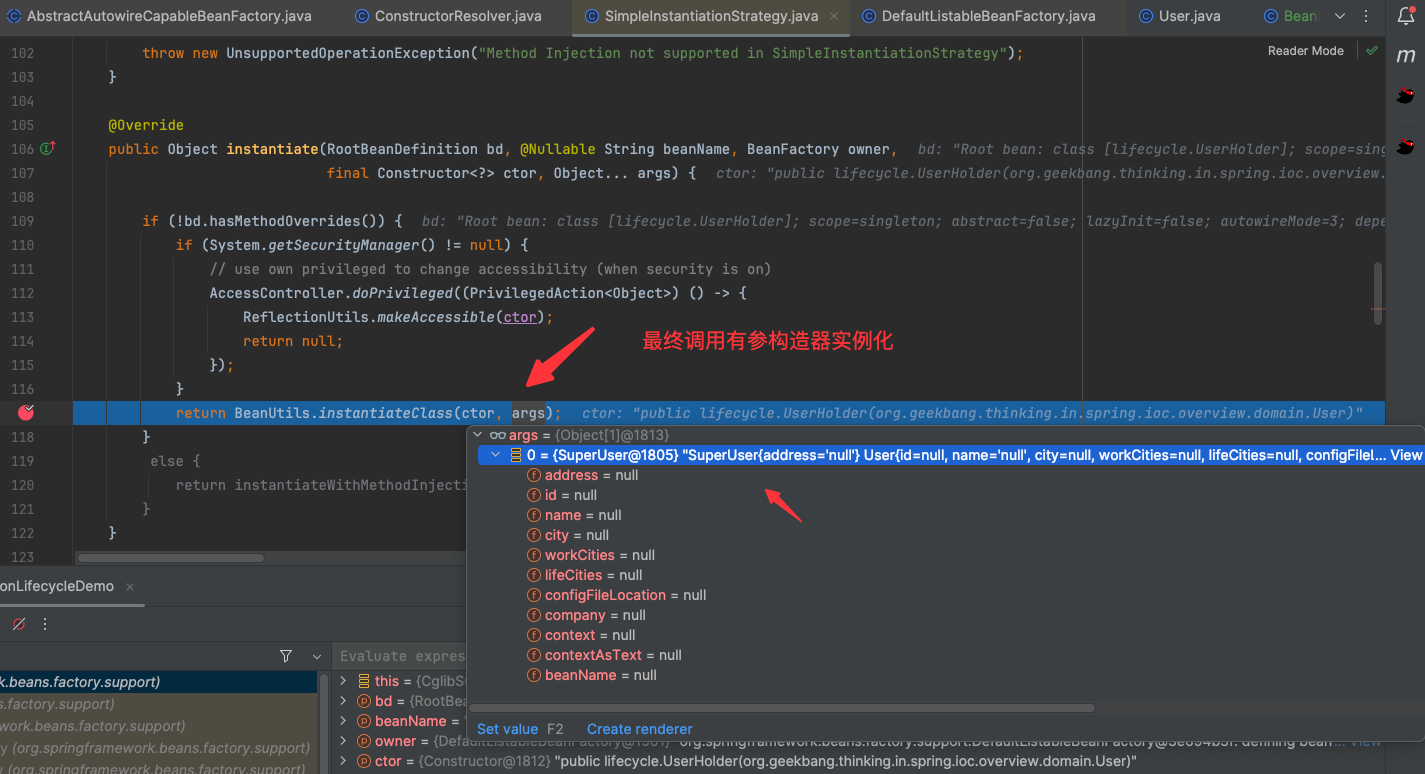 AbstractAutowireCapableBeanFactory.java ConstructorResolver.java SimpleInstantiationStrategy.java × DefaultListableBeanFactory.java User.java Bean
102 throw new UnsupportedOperationException("Method Injection not supported in SimpleInstantiationStrategy");
Reader Mode
m
103 }
104
105 @Override
106 public Object instantiate(RootBeanDefinition bd, @Nullable String beanName, BeanFactory owner, bd: "Root bean: class [lifecycle.UserHolder]; scope=sing
107 final Constructor<?> ctor, Object... args) { ctor: "public lifecycle.UserHolder(org.geekbang.thinking.in.spring.ioc.overview.
108
109 if (!bd.hasMethodOverrides()) { bd: "Root bean: class [lifecycle.UserHolder]; scope=singleton; abstract=false; lazyInit=false; autowireMode=3; depe
110 if (System.getSecurityManager() != null) {
111 // use own privileged to change accessibility (when security is on)
112 AccessController.doPrivileged((PrivilegedAction<Object>) () -> {
113 ReflectionUtils.makeAccessible(ctor);
114 return null;
最终调用有参构造器实例化
115 });
116 }
return BeanUtils.instantiateClass(ctor, args); ctor: "public lifecycle.UserHolder(org.geekbang.thinking.in.spring.ioc.overview.domain.User)"
118 }
119 else {
120 return instantiateWithMethodInjecti
121 }
122 }
123
args = {Object[1]@1813}
0 = {SuperUser@1805} "SuperUser{address='null'} User{id=null, name='null', city=null, workCities=null, lifeCities=null, configFileL... View
address = null
id = null
name = null
city = null
workCities = null
lifeCities = null
configFileLocation = null
company = null
context = null
contextAsText = null
beanName = null
Set value F2 Create renderer
onLifecycleDemo ×
Evaluate expres
k.beans.factory.support)
s.factory.support)
work.beans.factory.support)
y (org.springframework.beans.factory.support)
(org.springframework.beans.factory.support)
this = {CglibSu
bd = {RootBea
beanName = "
owner = {DefaultListableBeanFactory@1301} "org.springframework.beans.factory.support.DefaultListableBeanFactory@3e694b3f: defining bean... View
ctor = {Constructor@1812} "public lifecycle.UserHolder(org.geekbang.thinking.in.spring.ioc.overview.domain.User)"